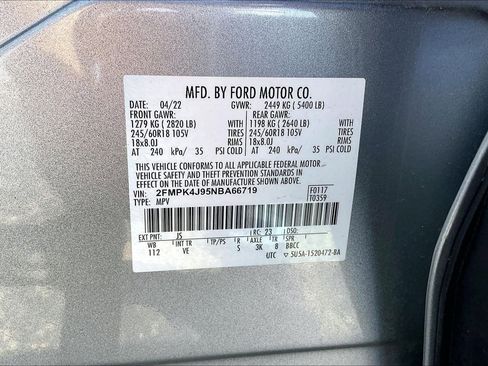 MFD. BY FORD MOTOR CO.
DATE: 04/22 GVWR: 2449 KG ( 5400 LB)
FRONT GAWR: REAR GAWR:
1279 KG ( 2820 LB) WITH 1198 KG ( 2640 LB) WITH
245/60R18 105V TIRES 245/60R18 105V TIRES
18x8.0J RIMS 18x8.0J RIMS
AT 240 kPa/ 35 PSI COLD AT 240 kPa/ 35 PSI COLD
THIS VEHICLE CONFORMS TO ALL APPLICABLE FEDERAL MOTOR
VEHICLE SAFETY AND THEFT PREVENTION STANDARDS IN EFFECT
ON THE DATE OF MANUFACTURE SHOWN ABOVE.
VIN: 2FMPK4J95NBA66719 F0117
TYPE: MPV T0359
EXT PNT: JS RC: 23 DSO:
WB INT TR TP/PS R AXLE TR SPR
112 VE S 3K B BBCC
UTC 5U5A-1520472-BA